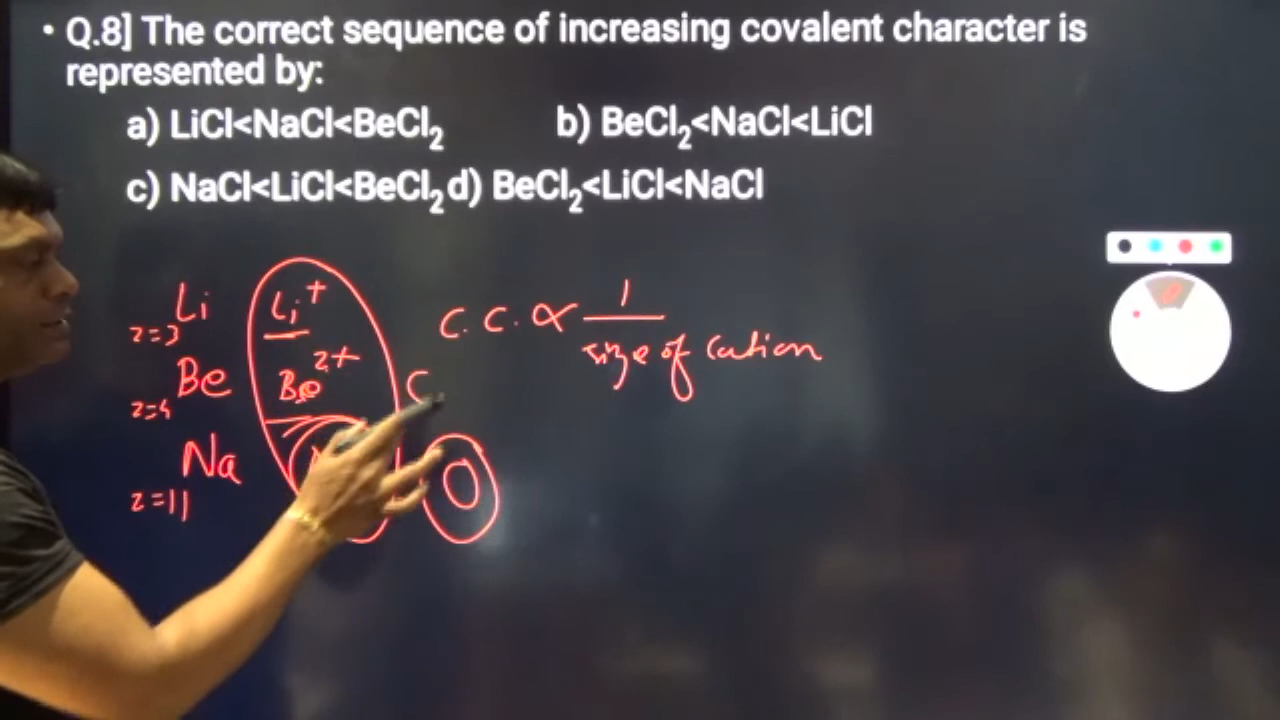 • Q.8] The correct sequence of increasing covalent character is
represented by:
a) LiCl<NaCl<BeCl₂ b) BeCl₂<NaCl<LiCl
c) NaCl<LiCl<BeCl₂ d) BeCl₂<LiCl<NaCl
Li Li⁺
z=3
C.C. ∝ 1/size of cation
Be Be²⁺ C
z=4
Na
z=11